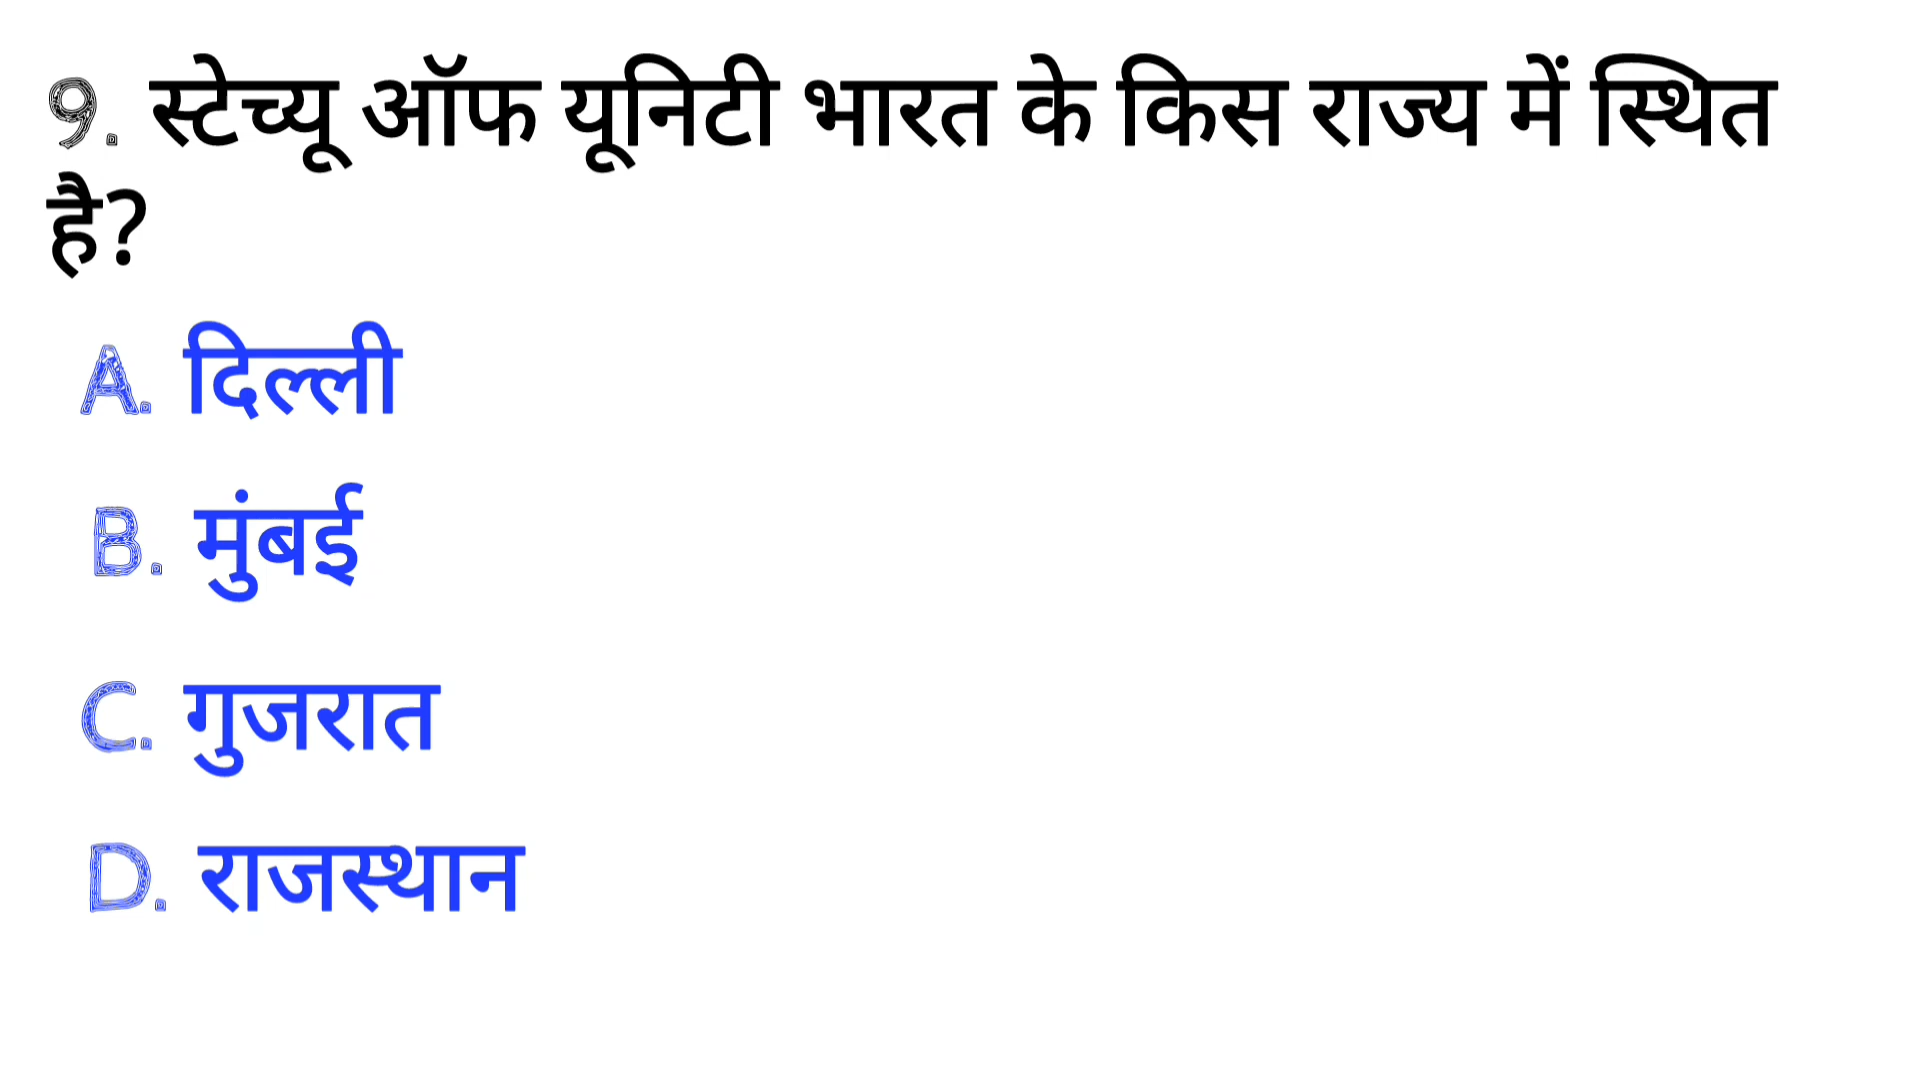 9. स्टेच्यू ऑफ यूनिटी भारत के किस राज्य में स्थित
है?
A. दिल्ली
B. मुंबई
C. गुजरात
D. राजस्थान